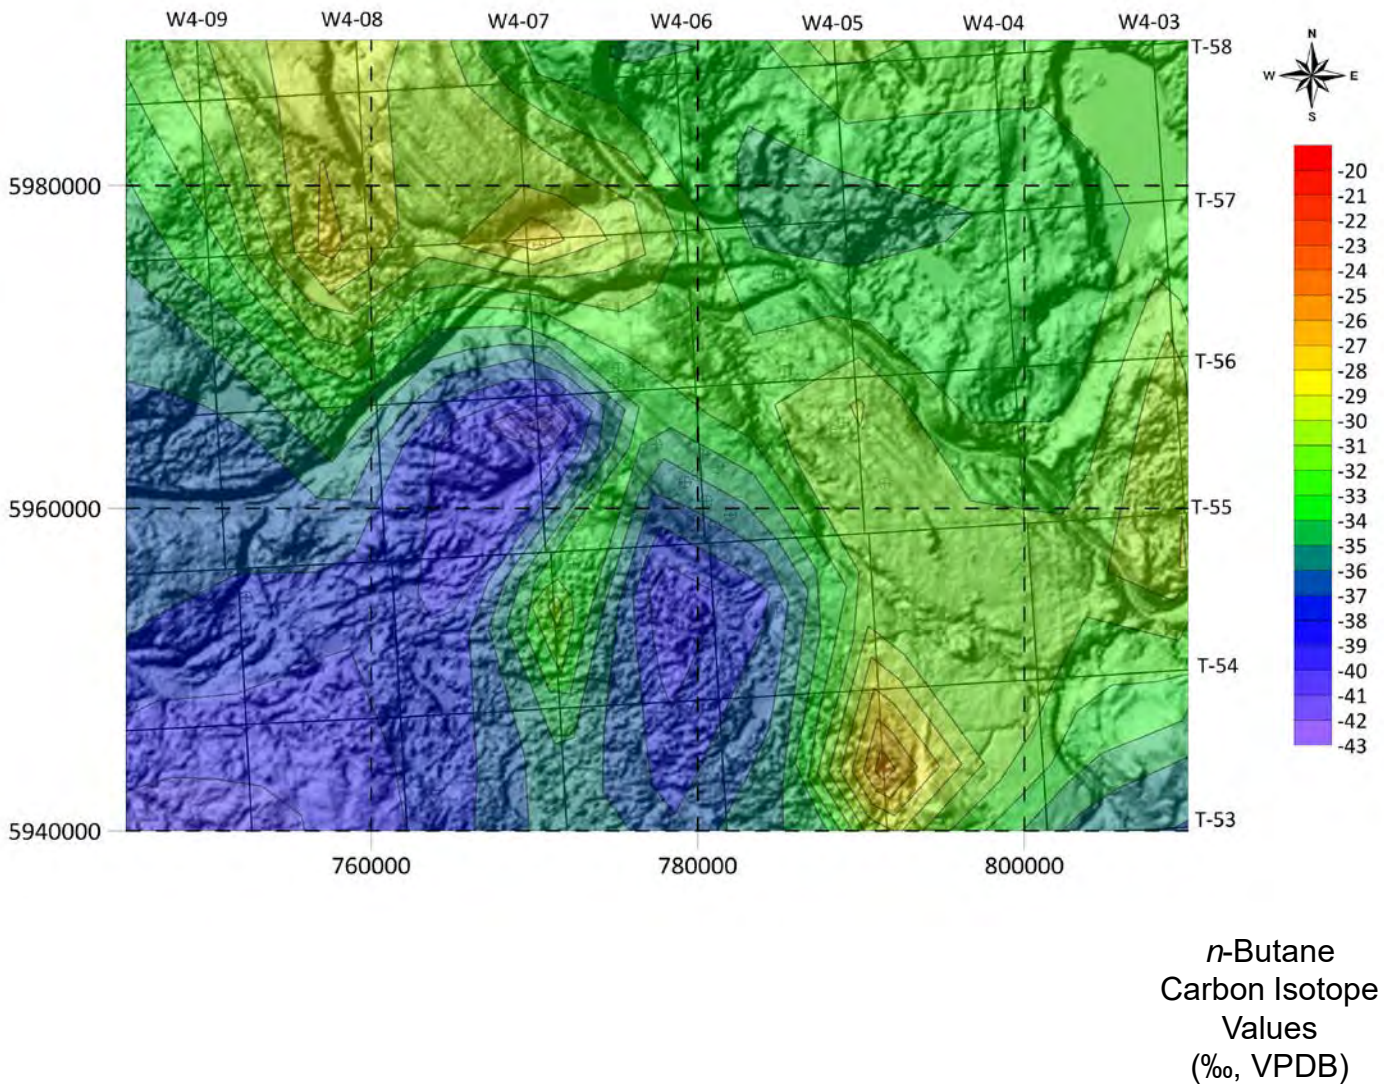 W4-09 W4-08 W4-07 W4-06 W4-05 W4-04 W4-03
T-58
N
W E
S
5980000
T-57
T-56
5960000
T-55
T-54
5940000
T-53
760000 780000 800000
-20
-21
-22
-23
-24
-25
-26
-27
-28
-29
-30
-31
-32
-33
-34
-35
-36
-37
-38
-39
-40
-41
-42
-43
n-Butane
Carbon Isotope
Values
(‰, VPDB)